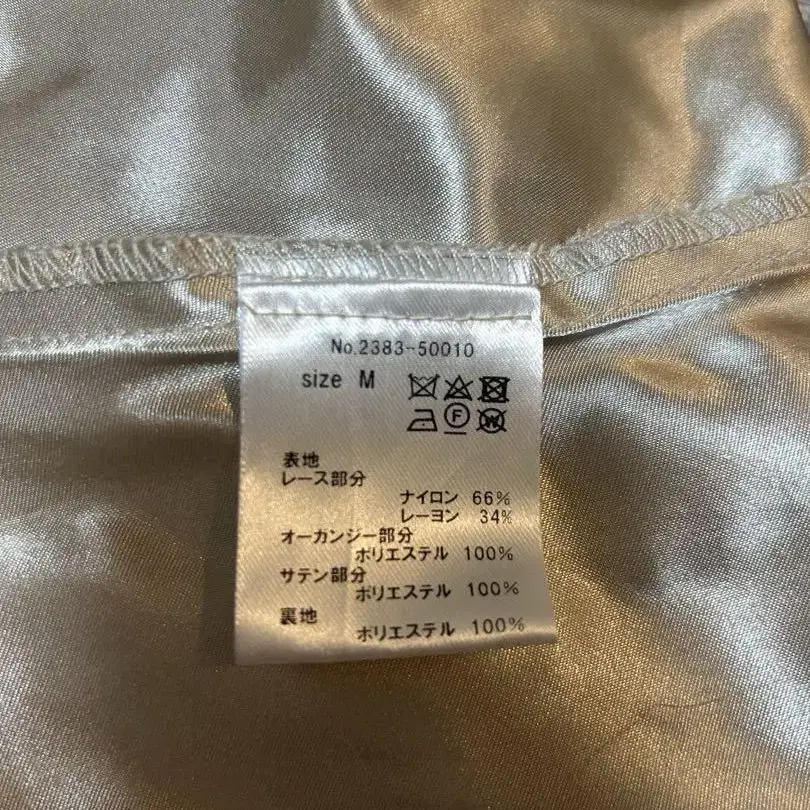 No.2383-50010
size M
F
W
表地
レース部分
ナイロン 66%
レーヨン 34%
オーガンジー部分
ポリエステル 100%
サテン部分
ポリエステル 100%
裏地
ポリエステル 100%